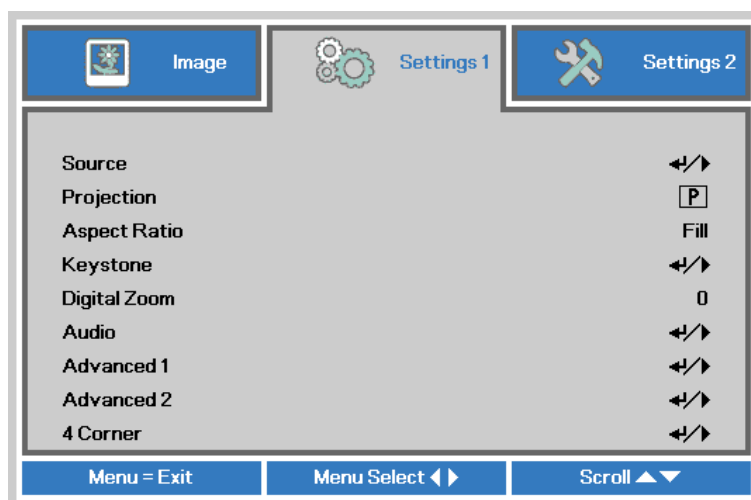 Image Settings 1 Settings 2
Source
Projection P
Aspect Ratio Fill
Keystone
Digital Zoom 0
Audio
Advanced 1
Advanced 2
4 Corner
Menu = Exit Menu Select Scroll